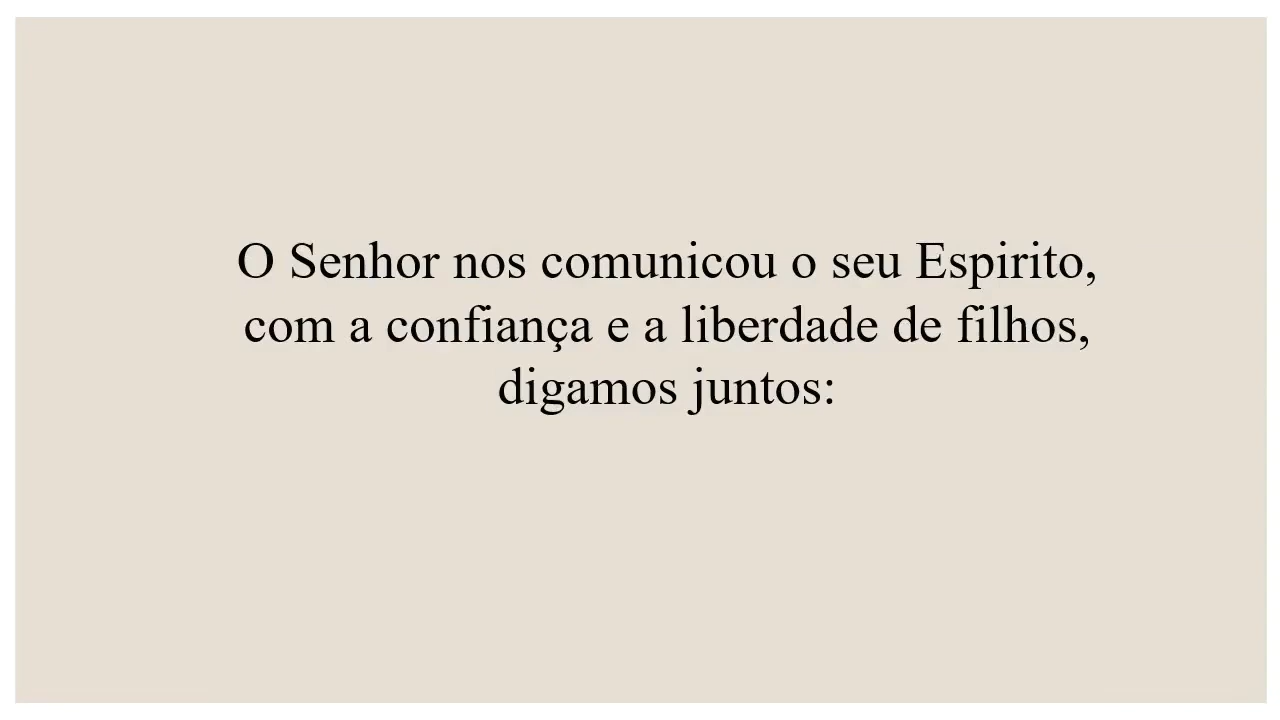 O Senhor nos comunicou o seu Espirito,
com a confiança e a liberdade de filhos,
digamos juntos: